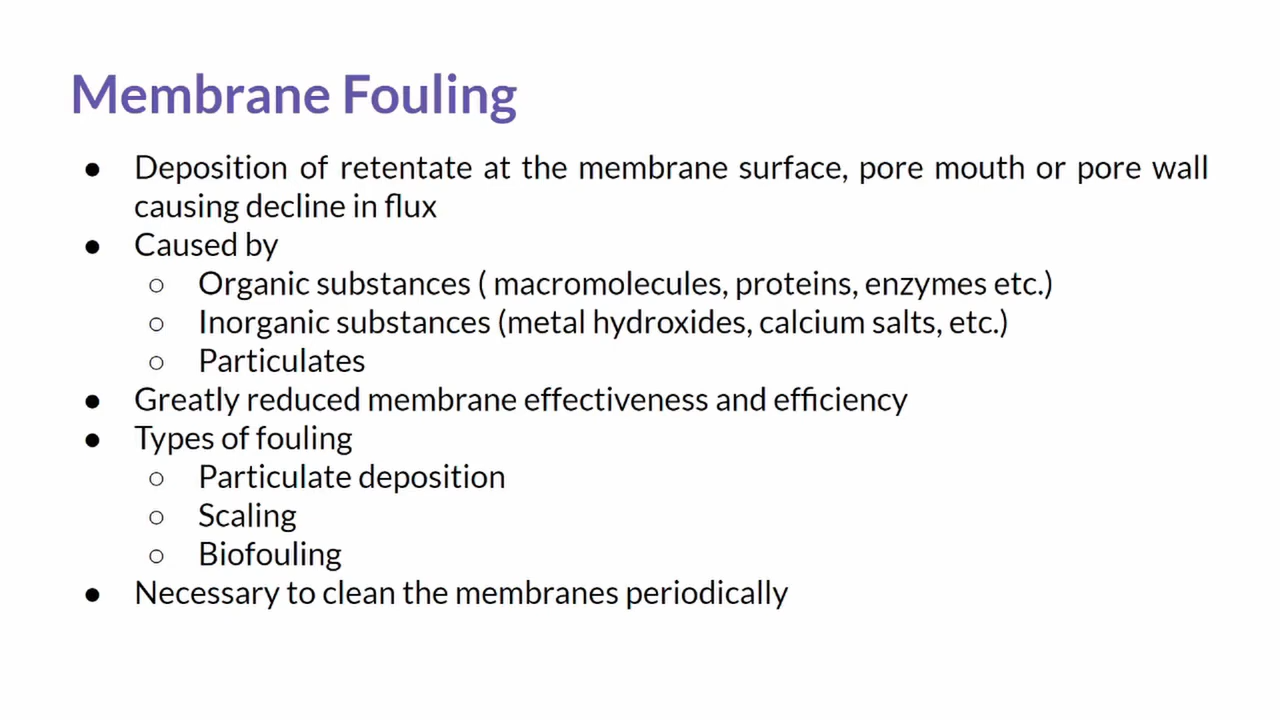 Membrane Fouling
● Deposition of retentate at the membrane surface, pore mouth or pore wall
causing decline in flux
● Caused by
○ Organic substances ( macromolecules, proteins, enzymes etc.)
○ Inorganic substances (metal hydroxides, calcium salts, etc.)
○ Particulates
● Greatly reduced membrane effectiveness and efficiency
● Types of fouling
○ Particulate deposition
○ Scaling
○ Biofouling
● Necessary to clean the membranes periodically